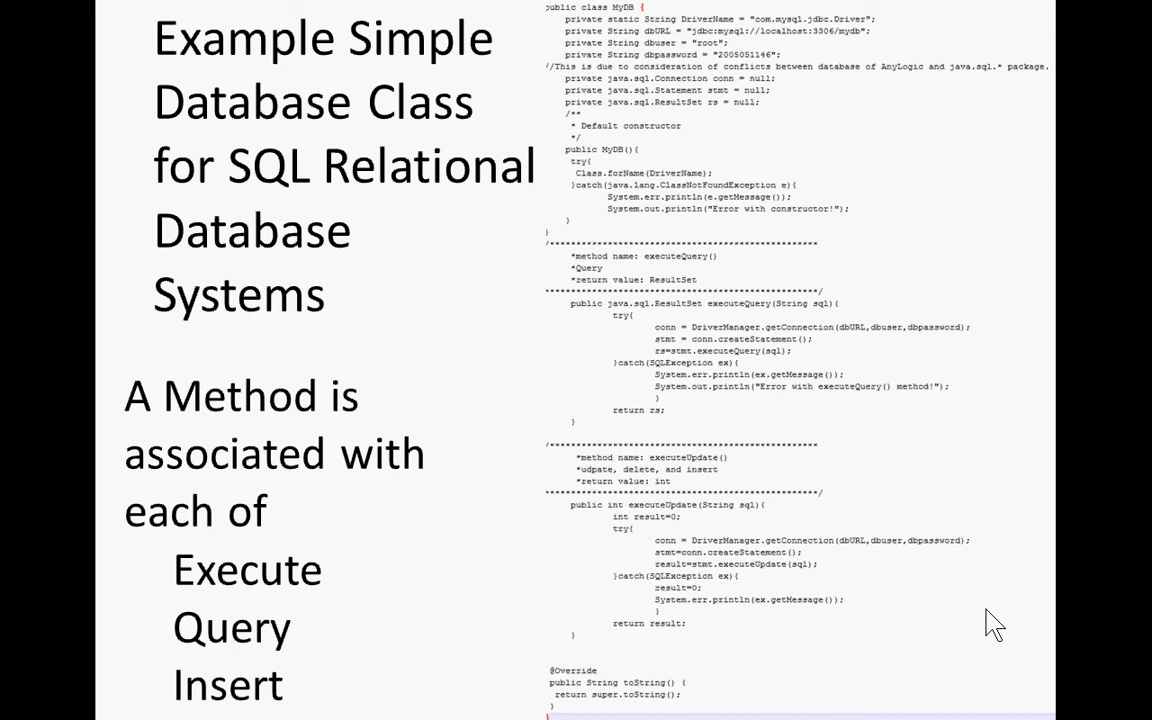 Example Simple
Database Class
for SQL Relational
Database
Systems
A Method is
associated with
each of
Execute
Query
Insert
public class MyDB {
private static String DriverName = "com.mysql.jdbc.Driver";
private String dbURL = "jdbc:mysql://localhost:3306/mydb";
private String dbuser = "root";
private String dbpassword = "2005051146";
//This is due to consideration of conflicts between database of AnyLogic and java.sql.* package.
private java.sql.Connection conn = null;
private java.sql.Statement stmt = null;
private java.sql.ResultSet rs = null;
/**
* Default constructor
*/
public MyDB(){
try{
Class.forName(DriverName);
}catch(java.lang.ClassNotFoundException e){
System.err.println(e.getMessage());
System.out.println("Error with constructor!");
}
}
/***************************************************
*method name: executeQuery()
*Query
*return value: ResultSet
****************************************************/
public java.sql.ResultSet executeQuery(String sql){
try{
conn = DriverManager.getConnection(dbURL,dbuser,dbpassword);
stmt = conn.createStatement();
rs=stmt.executeQuery(sql);
}catch(SQLException ex){
System.err.println(ex.getMessage());
System.out.println("Error with executeQuery() method!");
}
return rs;
}
/***************************************************
*method name: executeUpdate()
*udpate, delete, and insert
*return value: int
****************************************************/
public int executeUpdate(String sql){
int result=0;
try{
conn = DriverManager.getConnection(dbURL,dbuser,dbpassword);
stmt=conn.createStatement();
result=stmt.executeUpdate(sql);
}catch(SQLException ex){
result=0;
System.err.println(ex.getMessage());
}
return result;
}
@Override
public String toString() {
return super.toString();
}
}